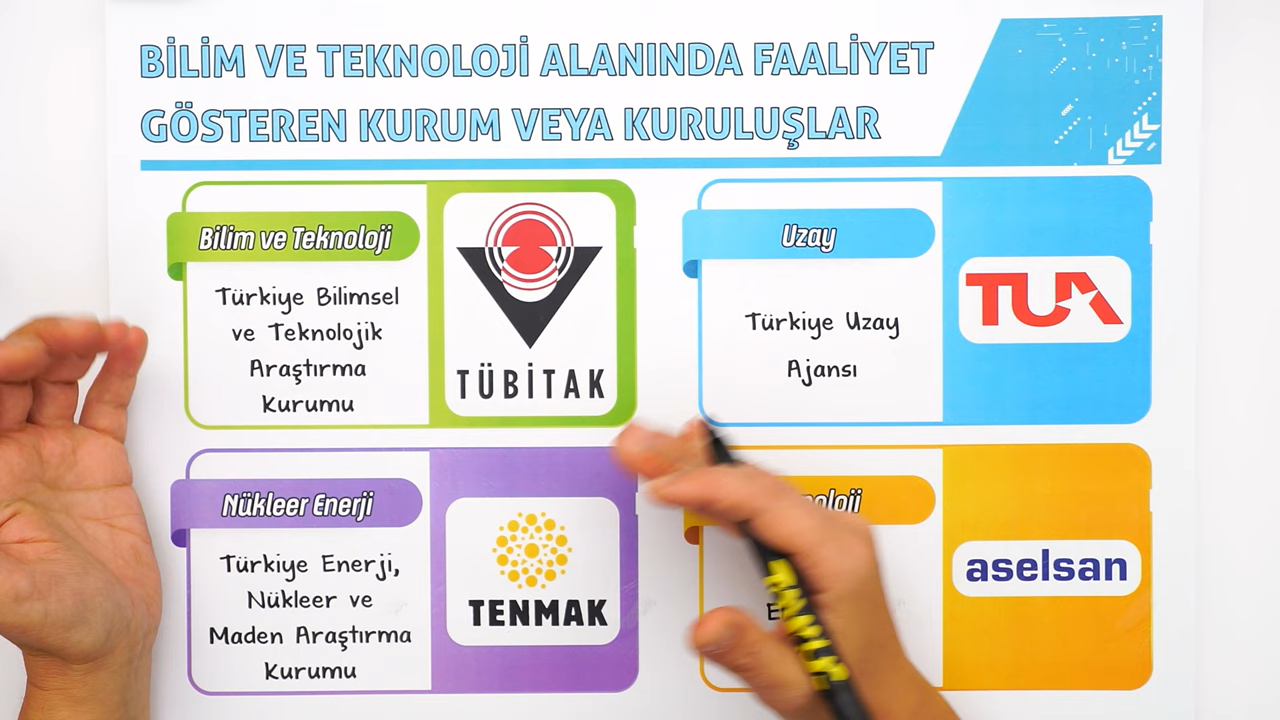 BİLİM VE TEKNOLOJİ ALANINDA FAALİYET
GÖSTEREN KURUM VEYA KURULUŞLAR
Bilim ve Teknoloji
Türkiye Bilimsel
ve Teknolojik
Araştırma
Kurumu
TÜBİTAK
Uzay
Türkiye Uzay
Ajansı
TUA
Nükleer Enerji
Türkiye Enerji,
Nükleer ve
Maden Araştırma
Kurumu
TENMAK
aselsan